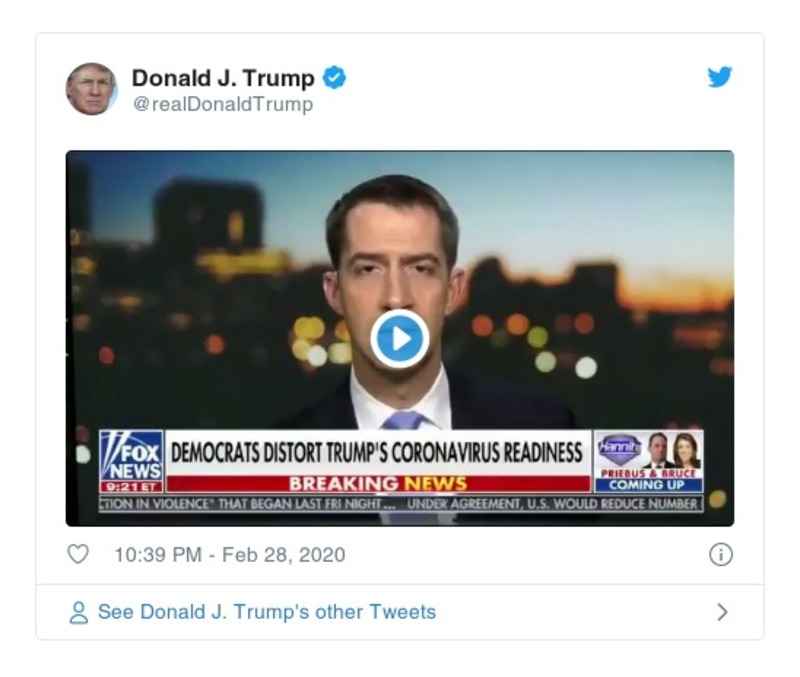 Donald J. Trump
@realDonaldTrump
DEMOCRATS DISTORT TRUMP'S CORONAVIRUS READINESS
FOX
NEWS
9:21 ET
BREAKING NEWS
Hannity
PRIEBUS & BRUCE
COMING UP
CTION IN VIOLENCE" THAT BEGAN LAST FRI NIGHT... UNDER AGREEMENT, U.S. WOULD REDUCE NUMBER
10:39 PM - Feb 28, 2020
See Donald J. Trump's other Tweets